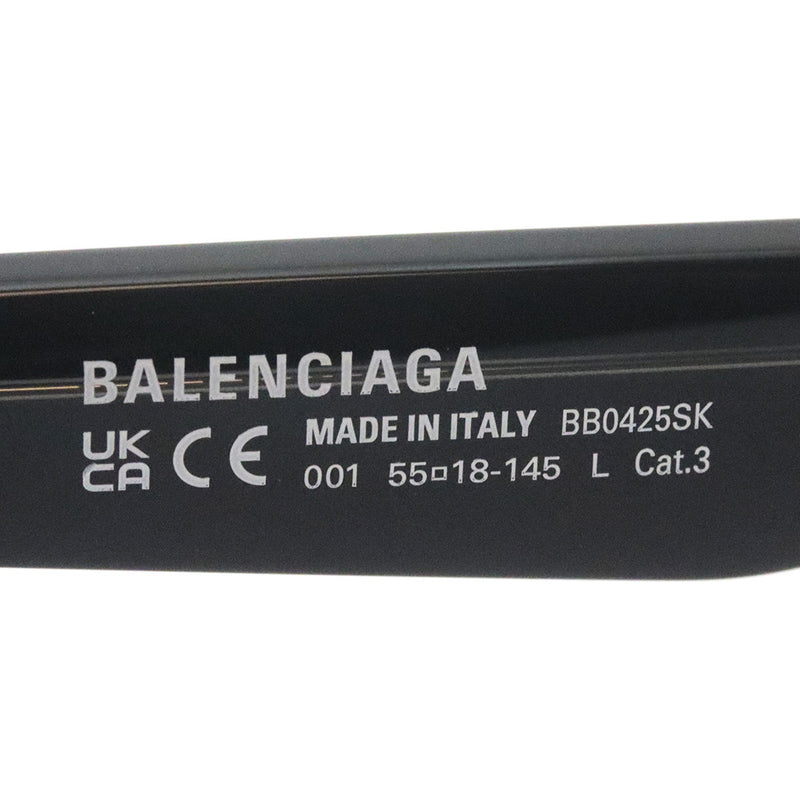 BALENCIAGA
UK
CA CE
MADE IN ITALY BB0425SK
001 55□18-145 L Cat.3